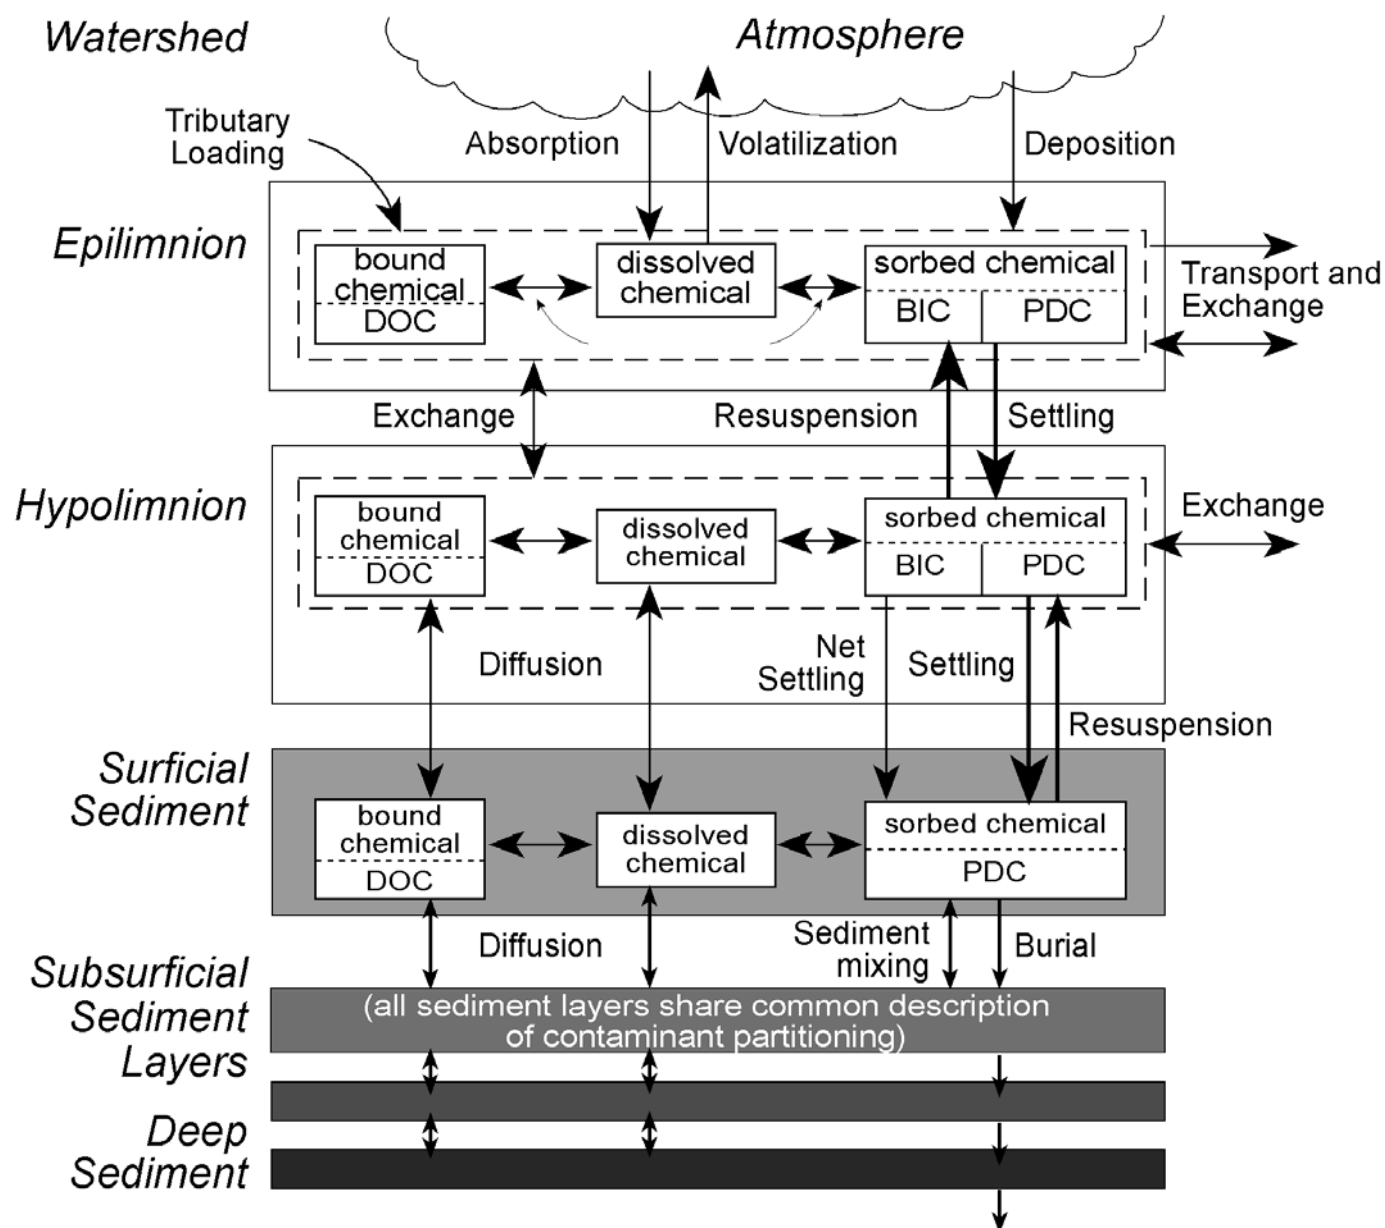 Watershed
Atmosphere
Tributary
Loading
Absorption
Volatilization
Deposition
Epilimnion
bound
chemical
DOC
dissolved
chemical
sorbed chemical
BIC
PDC
Transport and
Exchange
Exchange
Resuspension
Settling
Hypolimnion
bound
chemical
DOC
dissolved
chemical
sorbed chemical
BIC
PDC
Exchange
Diffusion
Net
Settling
Settling
Resuspension
Surficial
Sediment
bound
chemical
DOC
dissolved
chemical
sorbed chemical
PDC
Diffusion
Sediment
mixing
Burial
Subsurficial
Sediment
Layers
(all sediment layers share common description
of contaminant partitioning)
Deep
Sediment